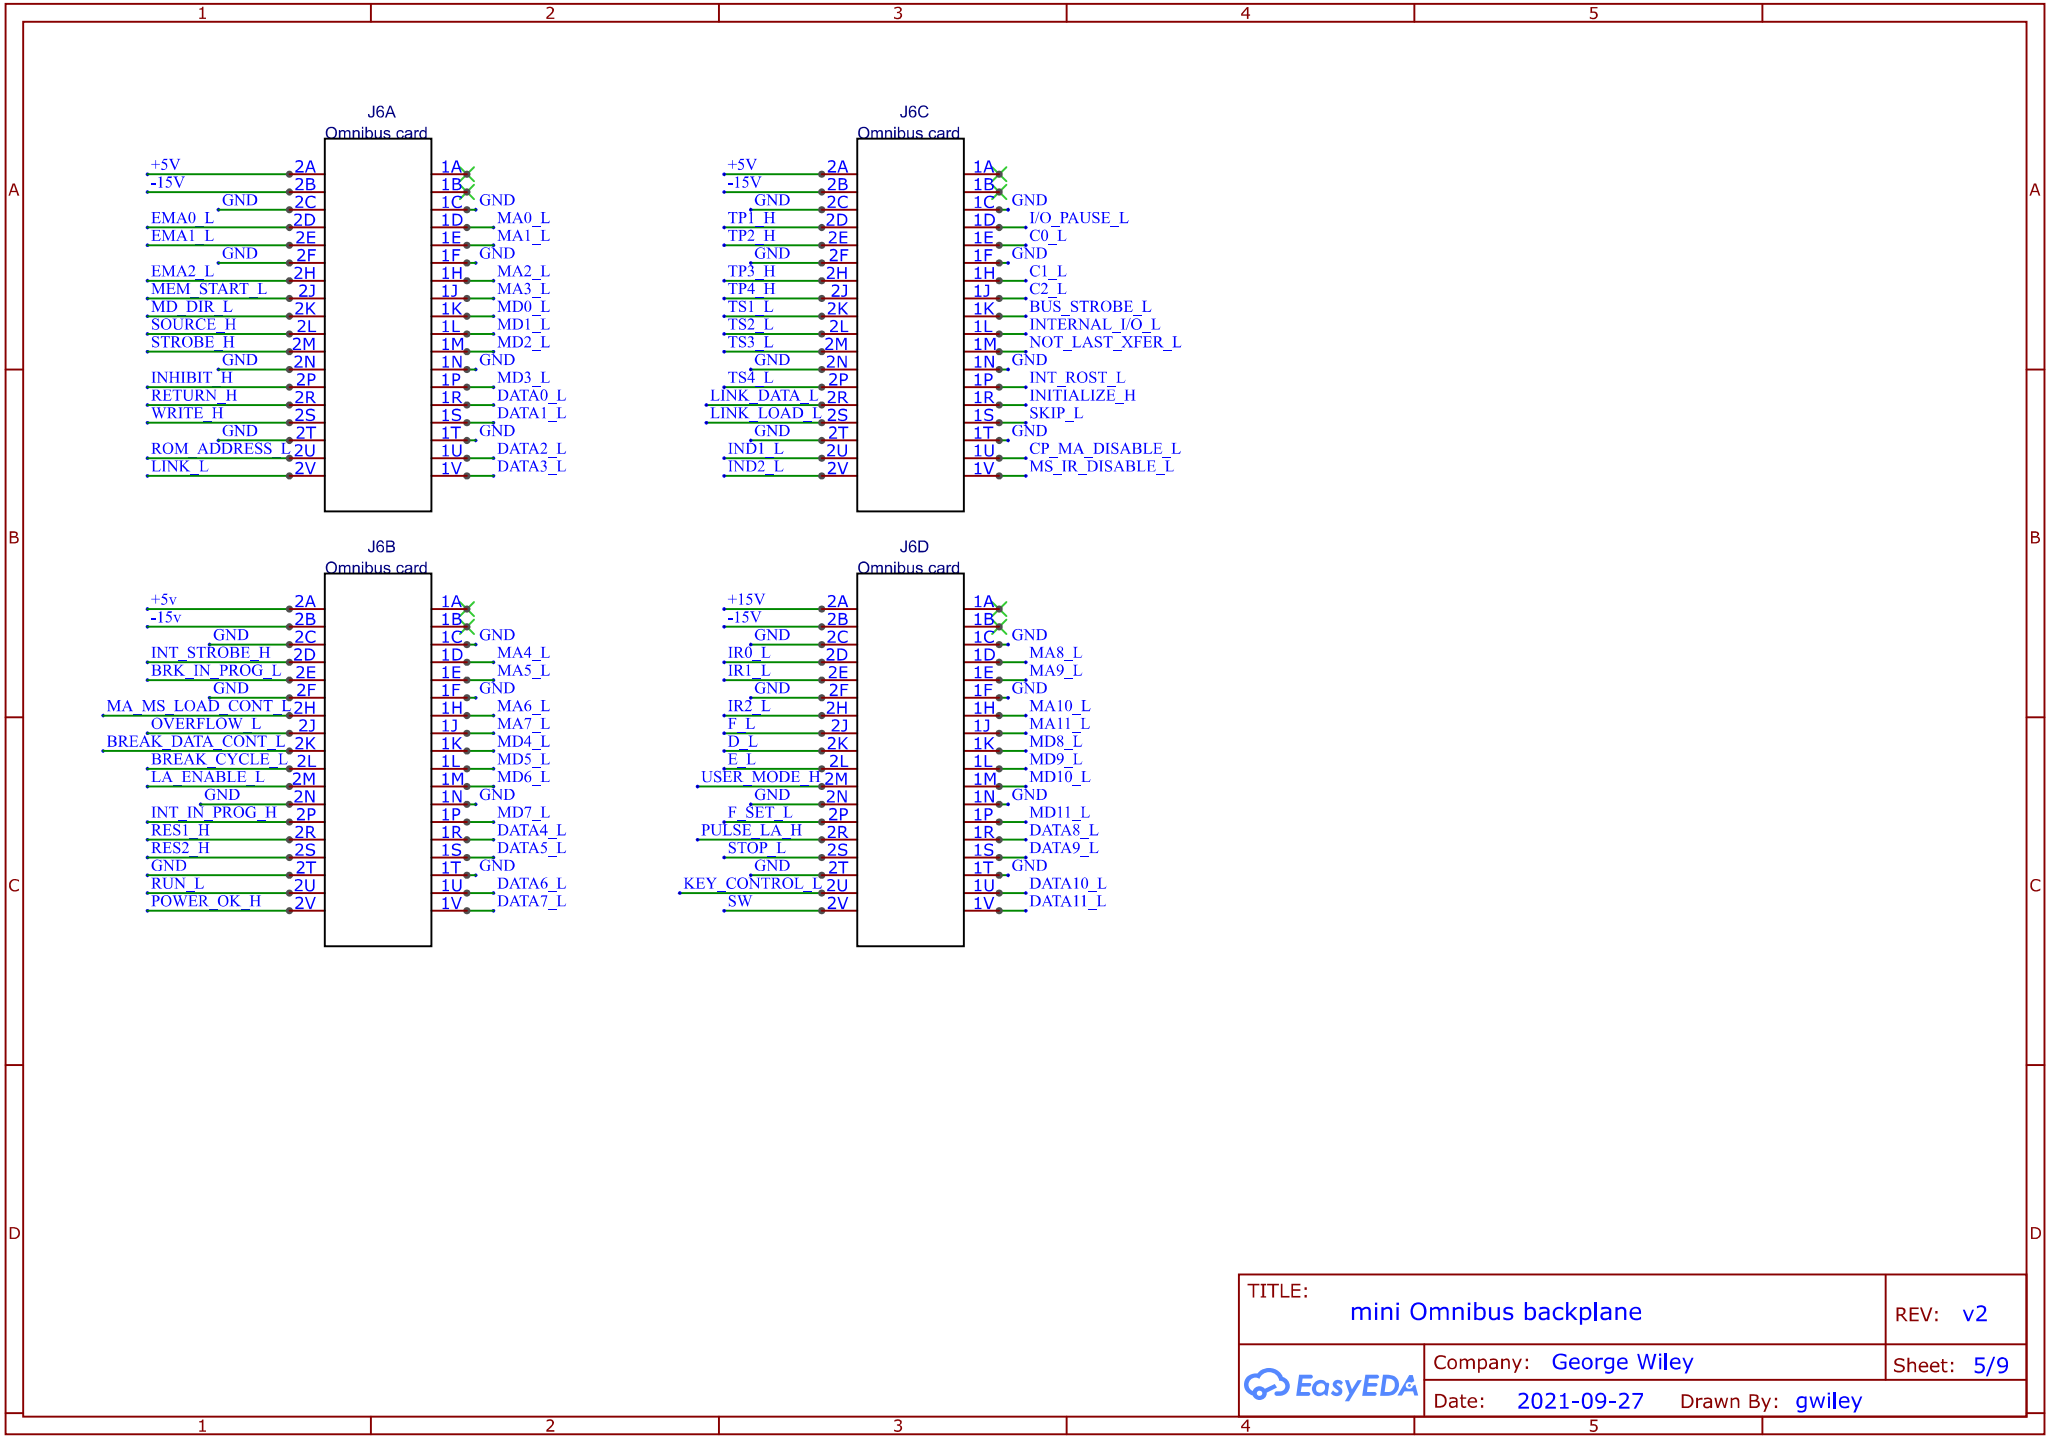 1 2 3 4 5
A A
B B
C C
D D
J6A
Omnibus card
+5V 2A 1A
-15V 2B 1B
GND 2C 1C GND
EMA0_L 2D 1D MA0_L
EMA1_L 2E 1E MA1_L
GND 2F 1F GND
EMA2_L 2H 1H MA2_L
MEM_START_L 2J 1J MA3_L
MD_DIR_L 2K 1K MD0_L
SOURCE_H 2L 1L MD1_L
STROBE_H 2M 1M MD2_L
GND 2N 1N GND
INHIBIT_H 2P 1P MD3_L
RETURN_H 2R 1R DATA0_L
WRITE_H 2S 1S DATA1_L
GND 2T 1T GND
ROM_ADDRESS_L 2U 1U DATA2_L
LINK_L 2V 1V DATA3_L
J6C
Omnibus card
+5V 2A 1A
-15V 2B 1B
GND 2C 1C GND
TP1_H 2D 1D I/O_PAUSE_L
TP2_H 2E 1E C0_L
GND 2F 1F GND
TP3_H 2H 1H C1_L
TP4_H 2J 1J C2_L
TS1_L 2K 1K BUS_STROBE_L
TS2_L 2L 1L INTERNAL_I/O_L
TS3_L 2M 1M NOT_LAST_XFER_L
GND 2N 1N GND
TS4_L 2P 1P INT_ROST_L
LINK_DATA_L 2R 1R INITIALIZE_H
LINK_LOAD_L 2S 1S SKIP_L
GND 2T 1T GND
IND1_L 2U 1U CP_MA_DISABLE_L
IND2_L 2V 1V MS_IR_DISABLE_L
J6B
Omnibus card
+5v 2A 1A
-15v 2B 1B
GND 2C 1C GND
INT_STROBE_H 2D 1D MA4_L
BRK_IN_PROG_L 2E 1E MA5_L
GND 2F 1F GND
MA_MS_LOAD_CONT_L 2H 1H MA6_L
OVERFLOW_L 2J 1J MA7_L
BREAK_DATA_CONT_L 2K 1K MD4_L
BREAK_CYCLE_L 2L 1L MD5_L
LA_ENABLE_L 2M 1M MD6_L
GND 2N 1N GND
INT_IN_PROG_H 2P 1P MD7_L
RES1_H 2R 1R DATA4_L
RES2_H 2S 1S DATA5_L
GND 2T 1T GND
RUN_L 2U 1U DATA6_L
POWER_OK_H 2V 1V DATA7_L
J6D
Omnibus card
+15V 2A 1A
-15V 2B 1B
GND 2C 1C GND
IR0_L 2D 1D MA8_L
IR1_L 2E 1E MA9_L
GND 2F 1F GND
IR2_L 2H 1H MA10_L
F_L 2J 1J MA11_L
D_L 2K 1K MD8_L
E_L 2L 1L MD9_L
USER_MODE_H 2M 1M MD10_L
GND 2N 1N GND
F_SET_L 2P 1P MD11_L
PULSE_LA_H 2R 1R DATA8_L
STOP_L 2S 1S DATA9_L
GND 2T 1T GND
KEY_CONTROL_L 2U 1U DATA10_L
SW 2V 1V DATA11_L
TITLE:
mini Omnibus backplane
REV: v2
EasyEDA
Company: George Wiley
Sheet: 5/9
Date: 2021-09-27 Drawn By: gwiley
1 2 3 4 5